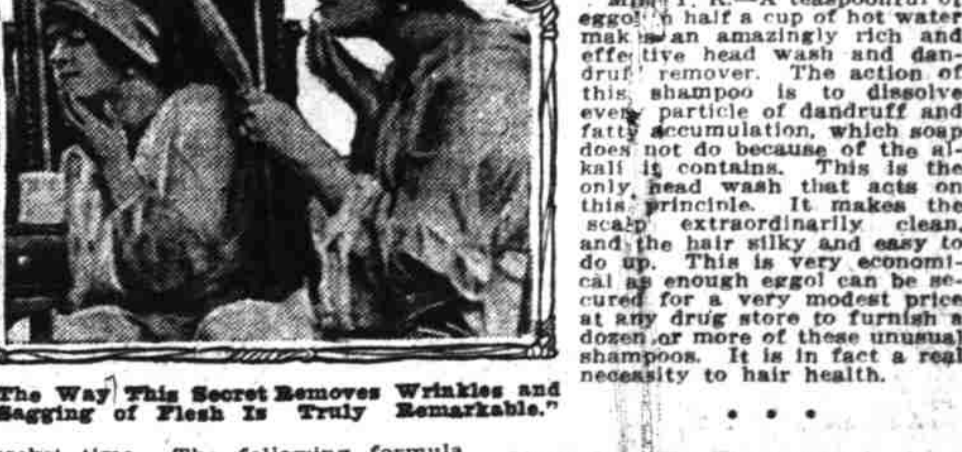 The Way This Secret Removes Wrinkles and
Sagging of Flesh Is Truly Remarkable."
time. The following formula
T. R.—A teaspoonful of
eggol in half a cup of hot water
makes an amazingly rich and
effective head wash and dan-
druff remover. The action of
this shampoo is to dissolve
every particle of dandruff and
fatty accumulation, which soap
does not do because of the al-
kali it contains. This is the
only head wash that acts on
this principle. It makes the
scalp extraordinarily clean,
and the hair silky and easy to
do up. This is very economi-
cal as enough eggol can be se-
cured for a very modest price
at any drug store to furnish a
dozen or more of these unusual
shampoos. It is in fact a real
necessity to hair health.
• • •